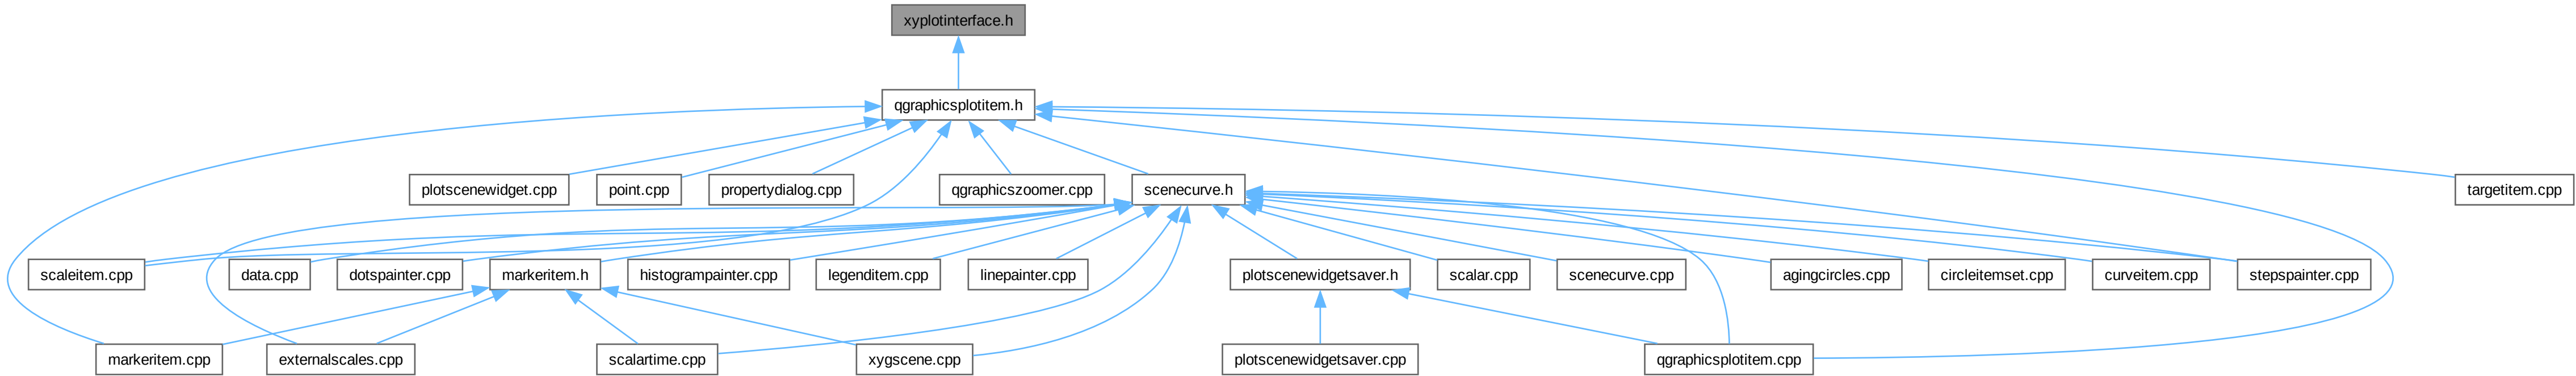 xyplotinterface.h
qgraphicsplotitem.h
plotscenewidget.cpp
point.cpp
propertydialog.cpp
qgraphicszoomer.cpp
scenecurve.h
targetitem.cpp
scaleitem.cpp
data.cpp
dotspainter.cpp
markeritem.h
histogrampainter.cpp
legenditem.cpp
linepainter.cpp
plotscenewidgetsaver.h
scalar.cpp
scenecurve.cpp
agingcircles.cpp
circleitemset.cpp
curveitem.cpp
stepspainter.cpp
markeritem.cpp
externalscales.cpp
scalartime.cpp
xygscene.cpp
plotscenewidgetsaver.cpp
qgraphicsplotitem.cpp